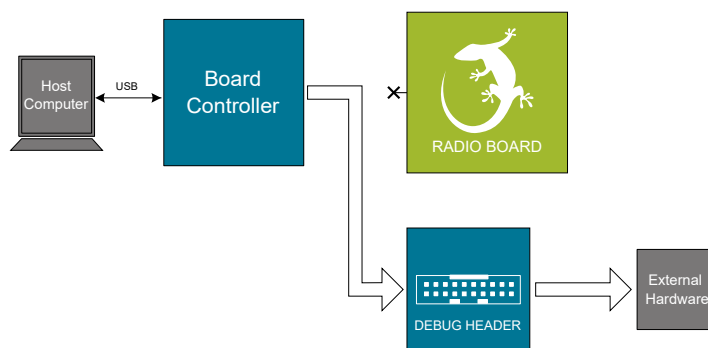 Host
Computer
USB
Board
Controller
RADIO BOARD
DEBUG HEADER
External
Hardware